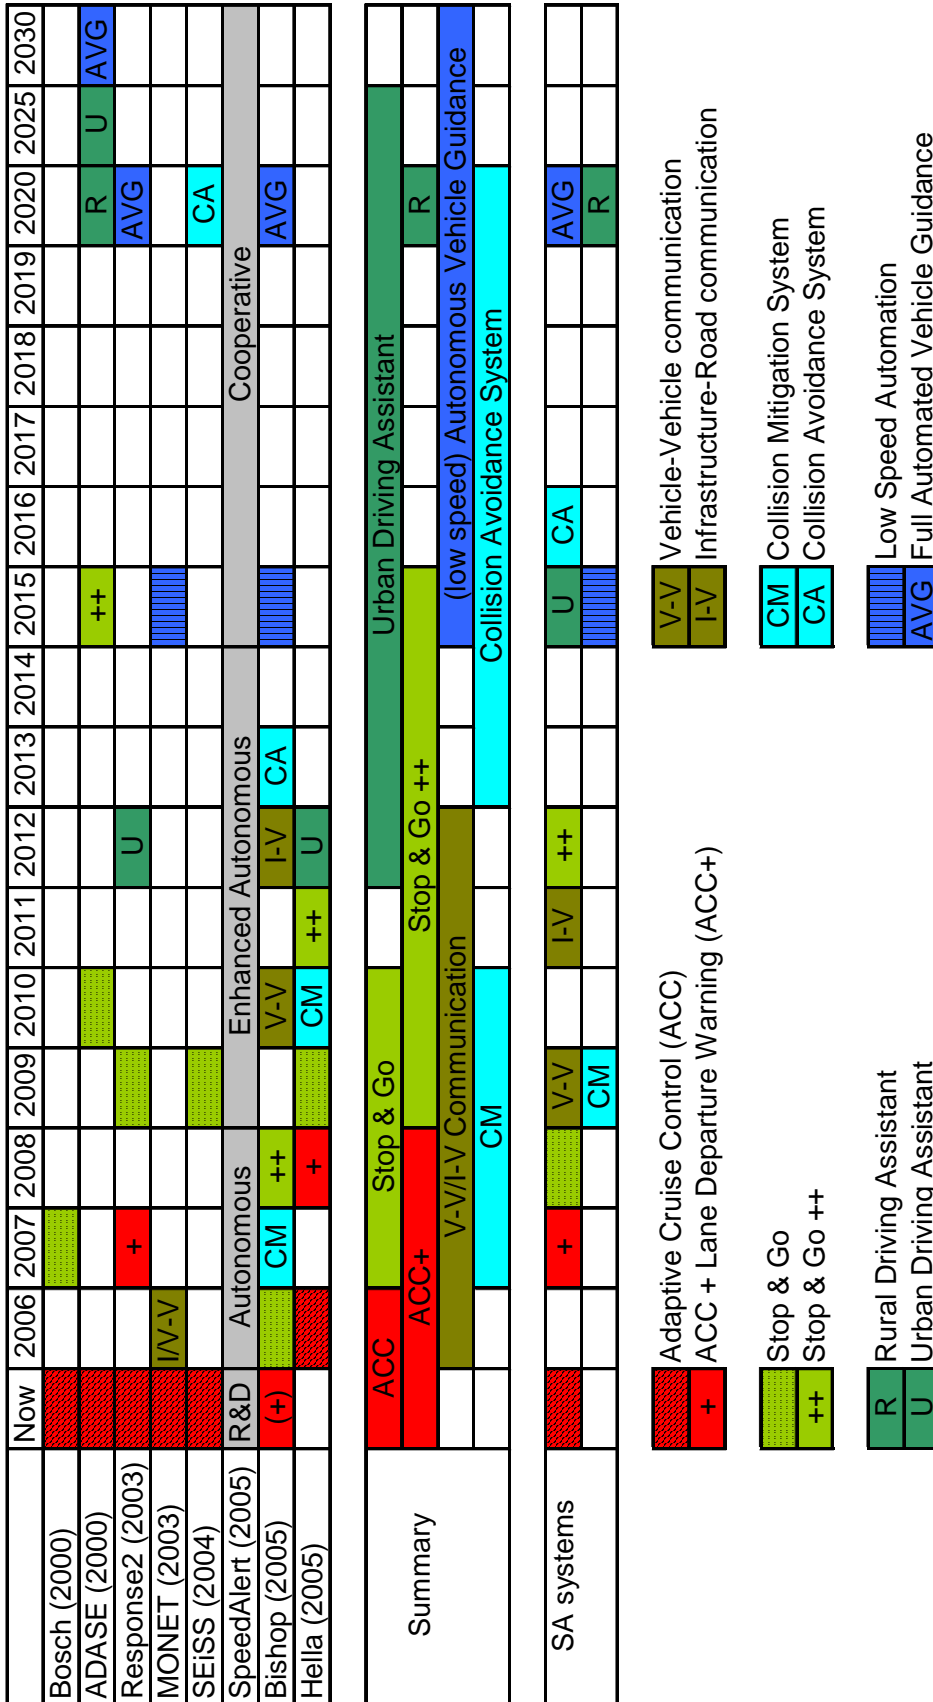 Now 2006 2007 2008 2009 2010 2011 2012 2013 2014 2015 2016 2017 2018 2019 2020 2025 2030
Bosch (2000)
ADASE (2000) ++ R U AVG
Response2 (2003) + U AVG
MONET (2003) I/V-V
SEiSS (2004) CA
SpeedAlert (2005) R&D Autonomous Enhanced Autonomous Cooperative
Bishop (2005) (+) CM ++ V-V I-V CA AVG
Hella (2005) + CM ++ U
Summary
ACC Stop & Go Urban Driving Assistant
ACC+ Stop & Go ++ R
V-V/I-V Communication (low speed) Autonomous Vehicle Guidance
CM Collision Avoidance System
SA systems
+ V-V I-V ++ U CA AVG
CM R
Adaptive Cruise Control (ACC)
+ ACC + Lane Departure Warning (ACC+)
Stop & Go
++ Stop & Go ++
R Rural Driving Assistant
U Urban Driving Assistant
V-V Vehicle-Vehicle communication
I-V Infrastructure-Road communication
CM Collision Mitigation System
CA Collision Avoidance System
Low Speed Automation
AVG Full Automated Vehicle Guidance